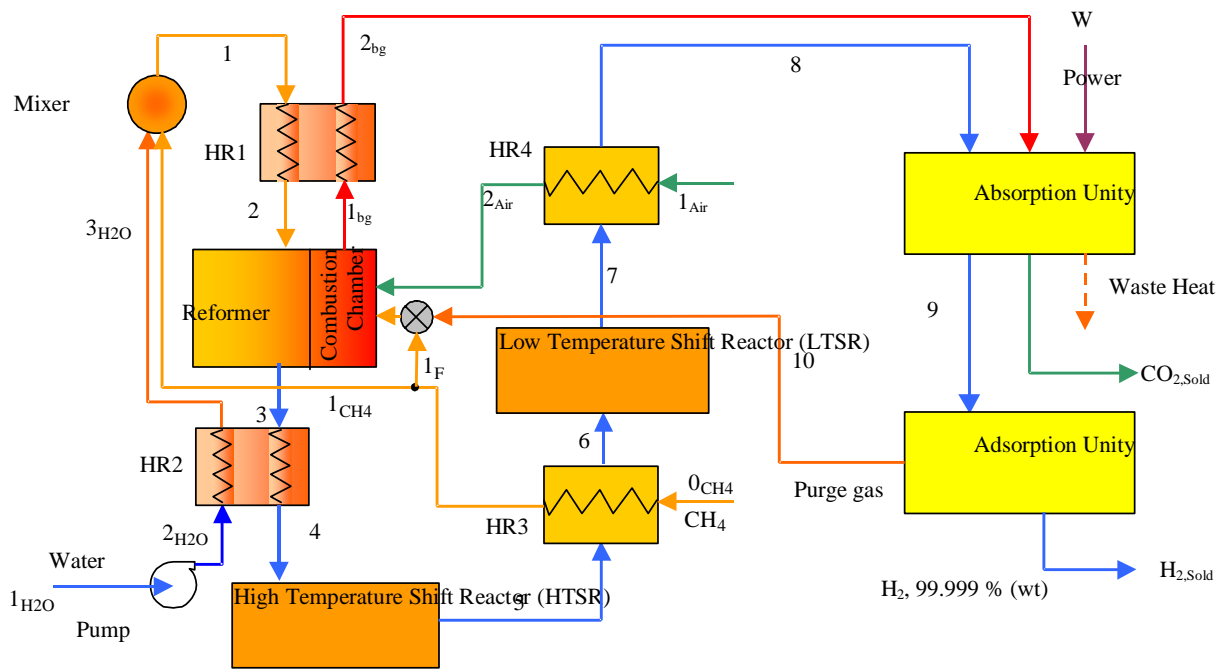 1
2bg
8
W
Power
Mixer
HR1
HR4
Absorption Unity
2Air
1Air
2
1bg
3H2O
7
Waste Heat
Reformer
Combustion
Chamber
9
Low Temperature Shift Reactor (LTSR)
10
1F
CO2,Sold
1CH4
3
6
Adsorption Unity
HR2
0CH4
CH4
Purge gas
HR3
2H2O
4
Water
1H2O
Pump
High Temperature Shift Reactor (HTSR)
5
H2, 99.999 % (wt)
H2,Sold